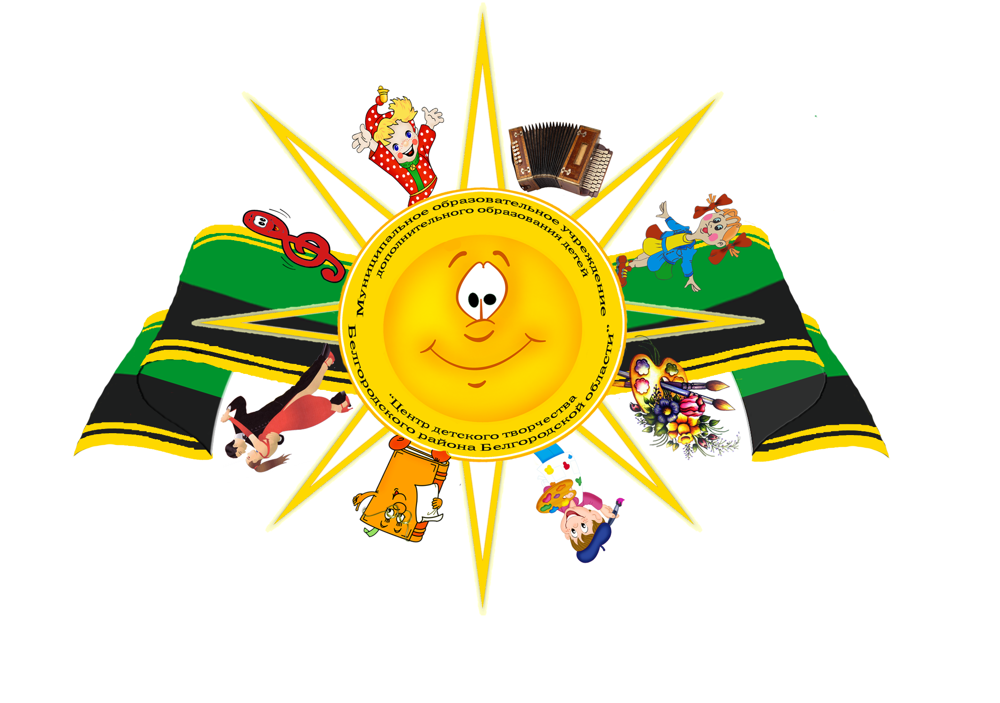 Муниципальное образовательное учреждение
дополнительного образования детей
“Центр детского творчества
Белгородского района Белгородской области”